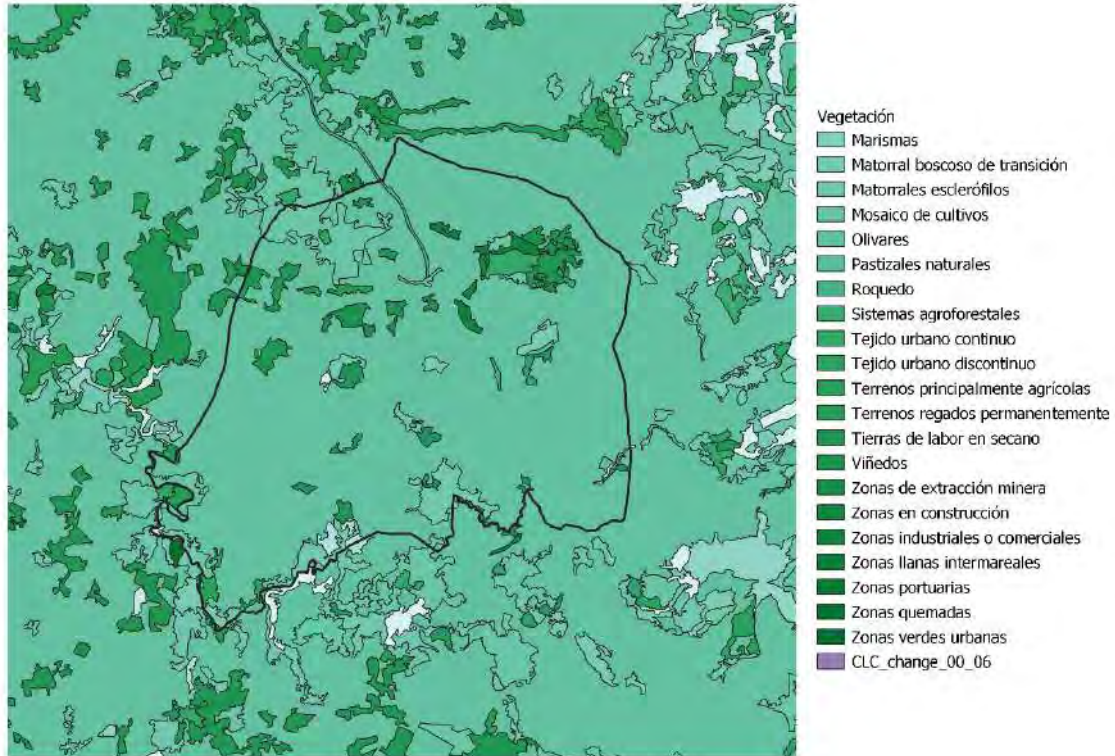 Vegetación
Marismas
Matorral boscoso de transición
Matorrales esclerófilos
Mosaico de cultivos
Olivares
Pastizales naturales
Roquedo
Sistemas agroforestales
Tejido urbano continuo
Tejido urbano discontinuo
Terrenos principalmente agrícolas
Terrenos regados permanentemente
Tierras de labor en secano
Viñedos
Zonas de extracción minera
Zonas en construcción
Zonas industriales o comerciales
Zonas llanas intermareales
Zonas portuarias
Zonas quemadas
Zonas verdes urbanas
CLC_change_00_06